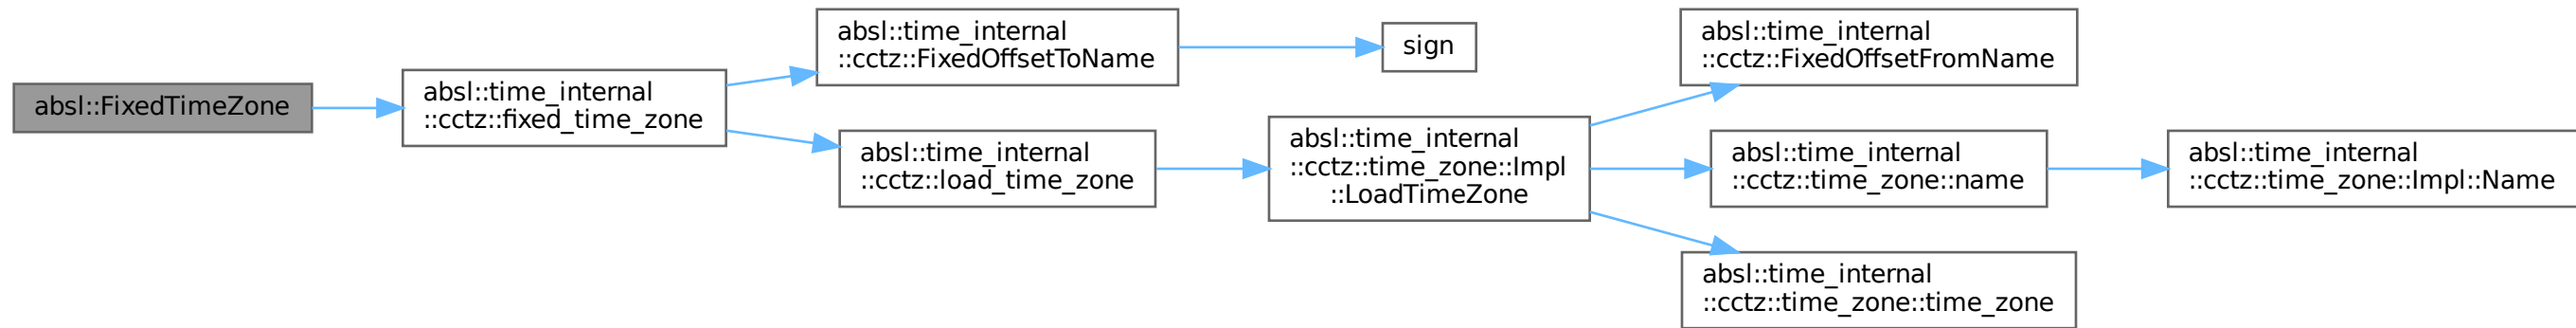 absl::FixedTimeZone
absl::time_internal
::cctz::fixed_time_zone
absl::time_internal
::cctz::FixedOffsetToName
sign
absl::time_internal
::cctz::load_time_zone
absl::time_internal
::cctz::time_zone::Impl
::LoadTimeZone
absl::time_internal
::cctz::FixedOffsetFromName
absl::time_internal
::cctz::time_zone::name
absl::time_internal
::cctz::time_zone::Impl::Name
absl::time_internal
::cctz::time_zone::time_zone